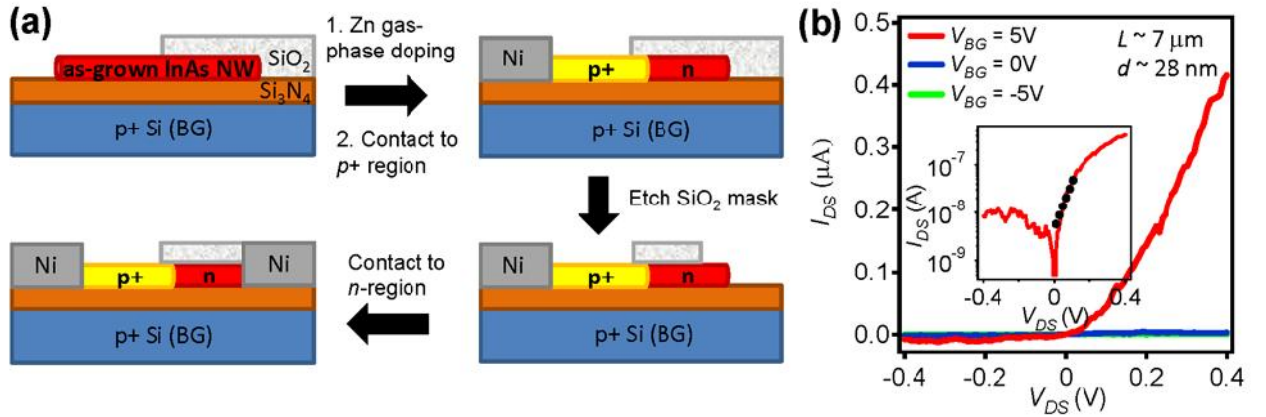 (a)
as-grown InAs NW
SiO2
Si3N4
p+ Si (BG)
1. Zn gas-
phase doping
2. Contact to
p+ region
Ni
p+
n
p+ Si (BG)
Etch SiO2 mask
Ni
p+
n
p+ Si (BG)
Contact to
n-region
Ni
p+
n
Ni
p+ Si (BG)
(b)
IDS (μA)
0.5
0.4
0.3
0.2
0.1
0.0
VBG = 5V
VBG = 0V
VBG = -5V
L ~ 7 μm
d ~ 28 nm
IDS (A)
10-7
10-8
10-9
-0.4
0
0.4
VDS (V)
-0.4
-0.2
0
0.2
0.4
VDS (V)